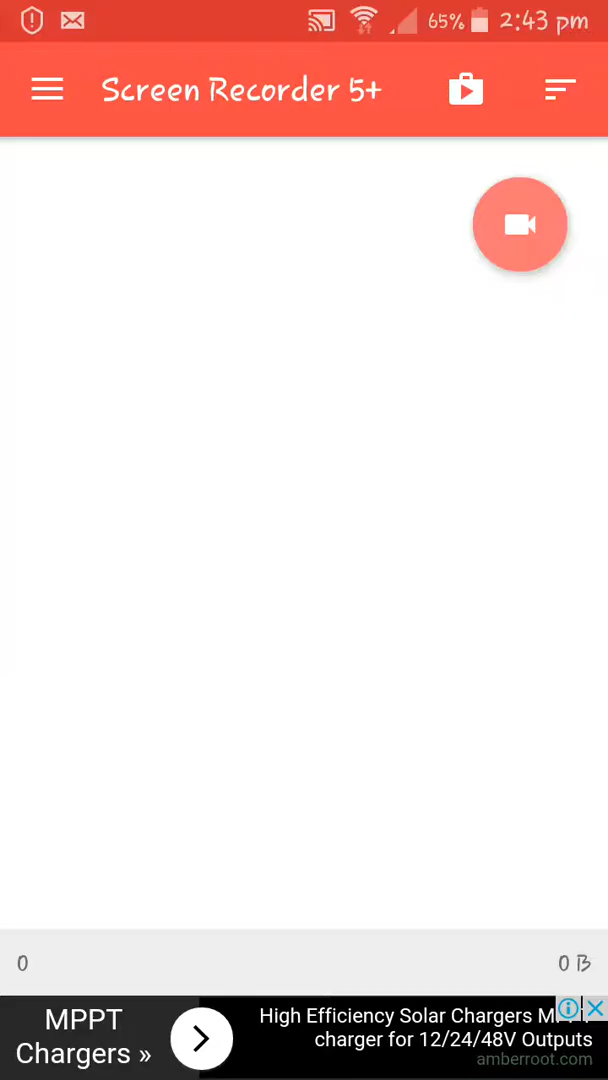 65% 2:43 pm
Screen Recorder 5+
0
0 B
MPPT
Chargers »
High Efficiency Solar Chargers
charger for 12/24/48V Outputs
amberroot.com